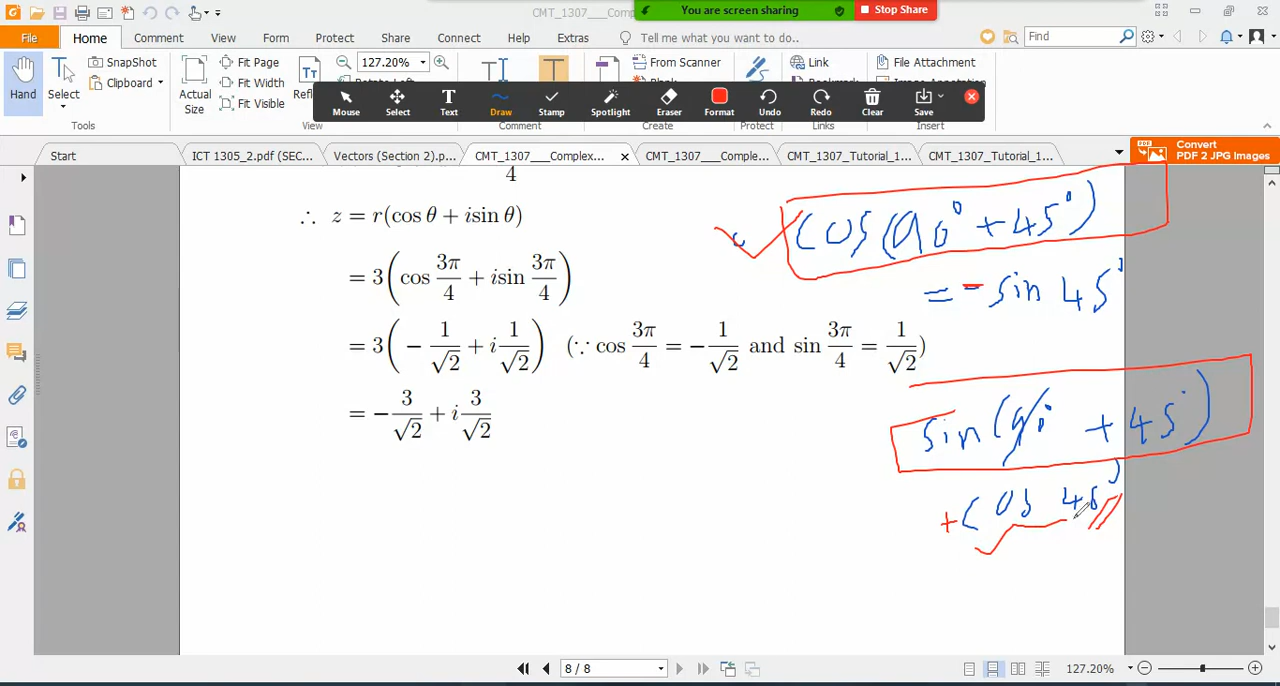 CMT_1307___Comple
You are screen sharing
Stop Share
File
Home
Comment
View
Form
Protect
Share
Connect
Help
Extras
Tell me what you want to do...
Find
Hand
Select
SnapShot
Clipboard
Actual Size
Fit Page
Fit Width
Fit Visible
127.20%
From Scanner
Link
File Attachment
Mouse
Select
Text
Draw
Stamp
Spotlight
Eraser
Format
Undo
Redo
Clear
Save
Tools
View
Comment
Create
Protect
Links
Insert
Start
ICT 1305_2.pdf (SEC...
Vectors (Section 2)....
CMT_1307___Complex...
CMT_1307___Comple...
CMT_1307_Tutorial_1...
CMT_1307_Tutorial_1...
Convert
PDF 2 JPG Images
4
∴ z = r(cos θ + i sin θ)
= 3(cos 3π/4 + i sin 3π/4)
= 3(− 1/√2 + i 1/√2) (∵ cos 3π/4 = − 1/√2 and sin 3π/4 = 1/√2)
= − 3/√2 + i 3/√2
cos(90° + 45°)
= - sin 45°
sin(90° + 45°)
+cos 45°
8 / 8
127.20%